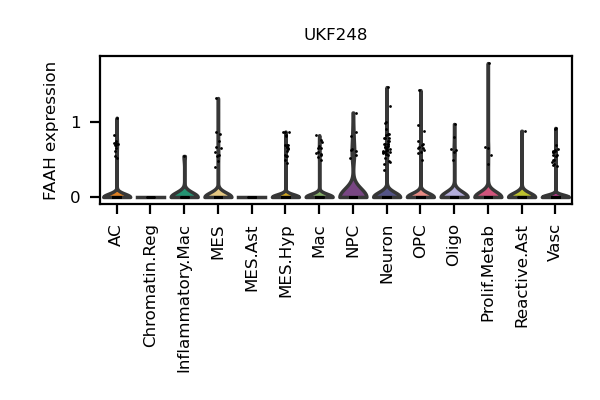 UKF248
FAAH expression
1
0
AC
Chromatin.Reg
Inflammatory.Mac
MES
MES.Ast
MES.Hyp
Mac
NPC
Neuron
OPC
Oligo
Prolif.Metab
Reactive.Ast
Vasc